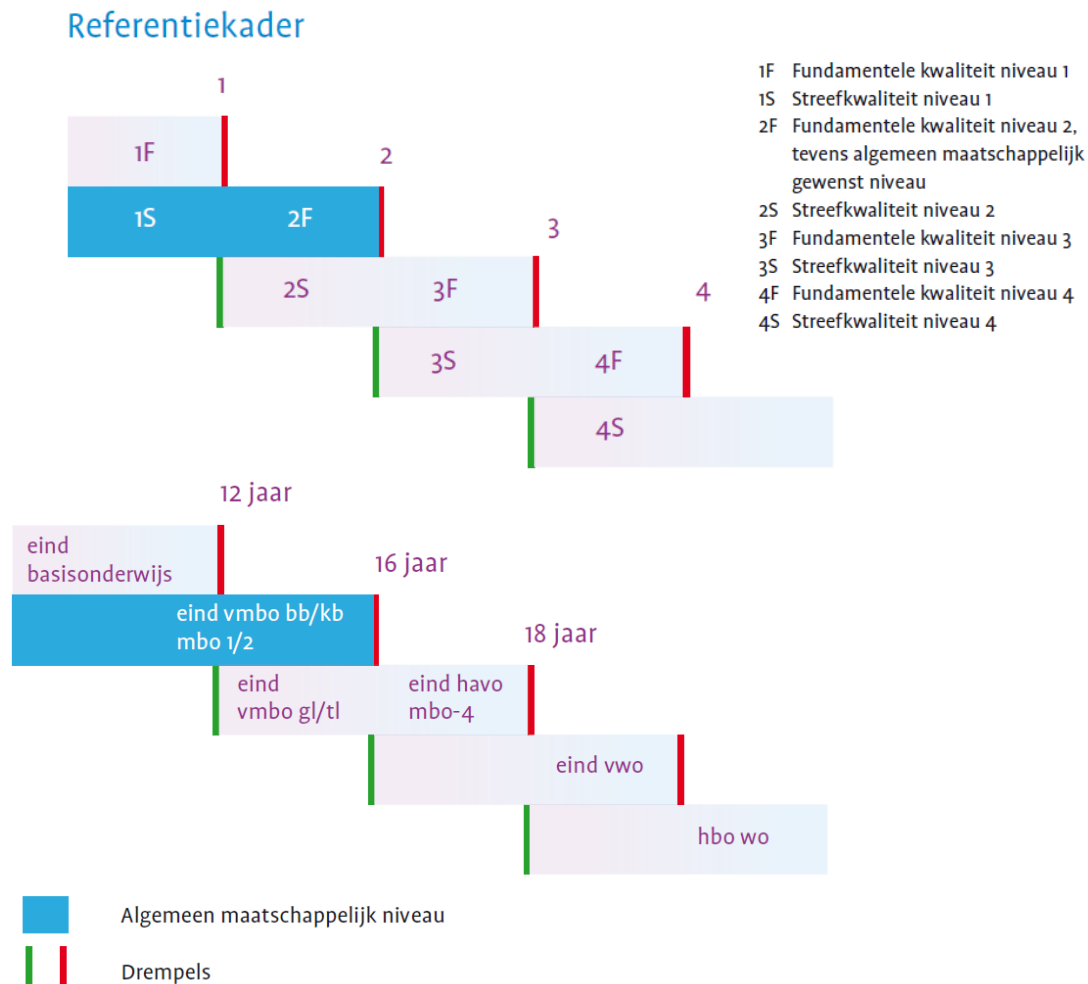 Referentiekader
1
1F
2
1S 2F
3
2S 3F
4
3S 4F
4S
1F Fundamentele kwaliteit niveau 1
1S Streefkwaliteit niveau 1
2F Fundamentele kwaliteit niveau 2,
tevens algemeen maatschappelijk
gewenst niveau
2S Streefkwaliteit niveau 2
3F Fundamentele kwaliteit niveau 3
3S Streefkwaliteit niveau 3
4F Fundamentele kwaliteit niveau 4
4S Streefkwaliteit niveau 4
12 jaar
eind
basisonderwijs
16 jaar
eind vmbo bb/kb
mbo 1/2
18 jaar
eind
vmbo gl/tl
eind havo
mbo-4
eind vwo
hbo wo
Algemeen maatschappelijk niveau
Drempels